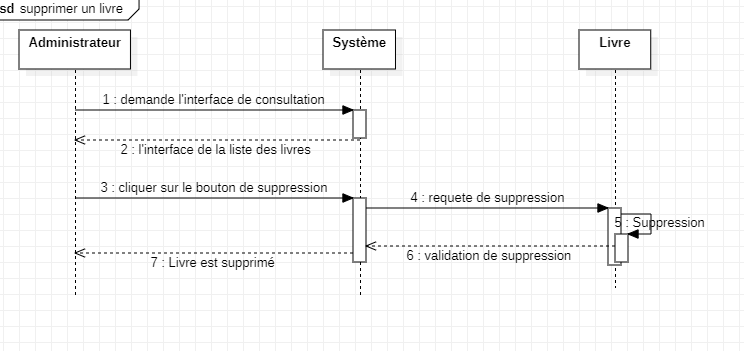 sd supprimer un livre
Administrateur
Système
Livre
1 : demande l'interface de consultation
2 : l'interface de la liste des livres
3 : cliquer sur le bouton de suppression
4 : requete de suppression
5 : Suppression
6 : validation de suppression
7 : Livre est supprimé